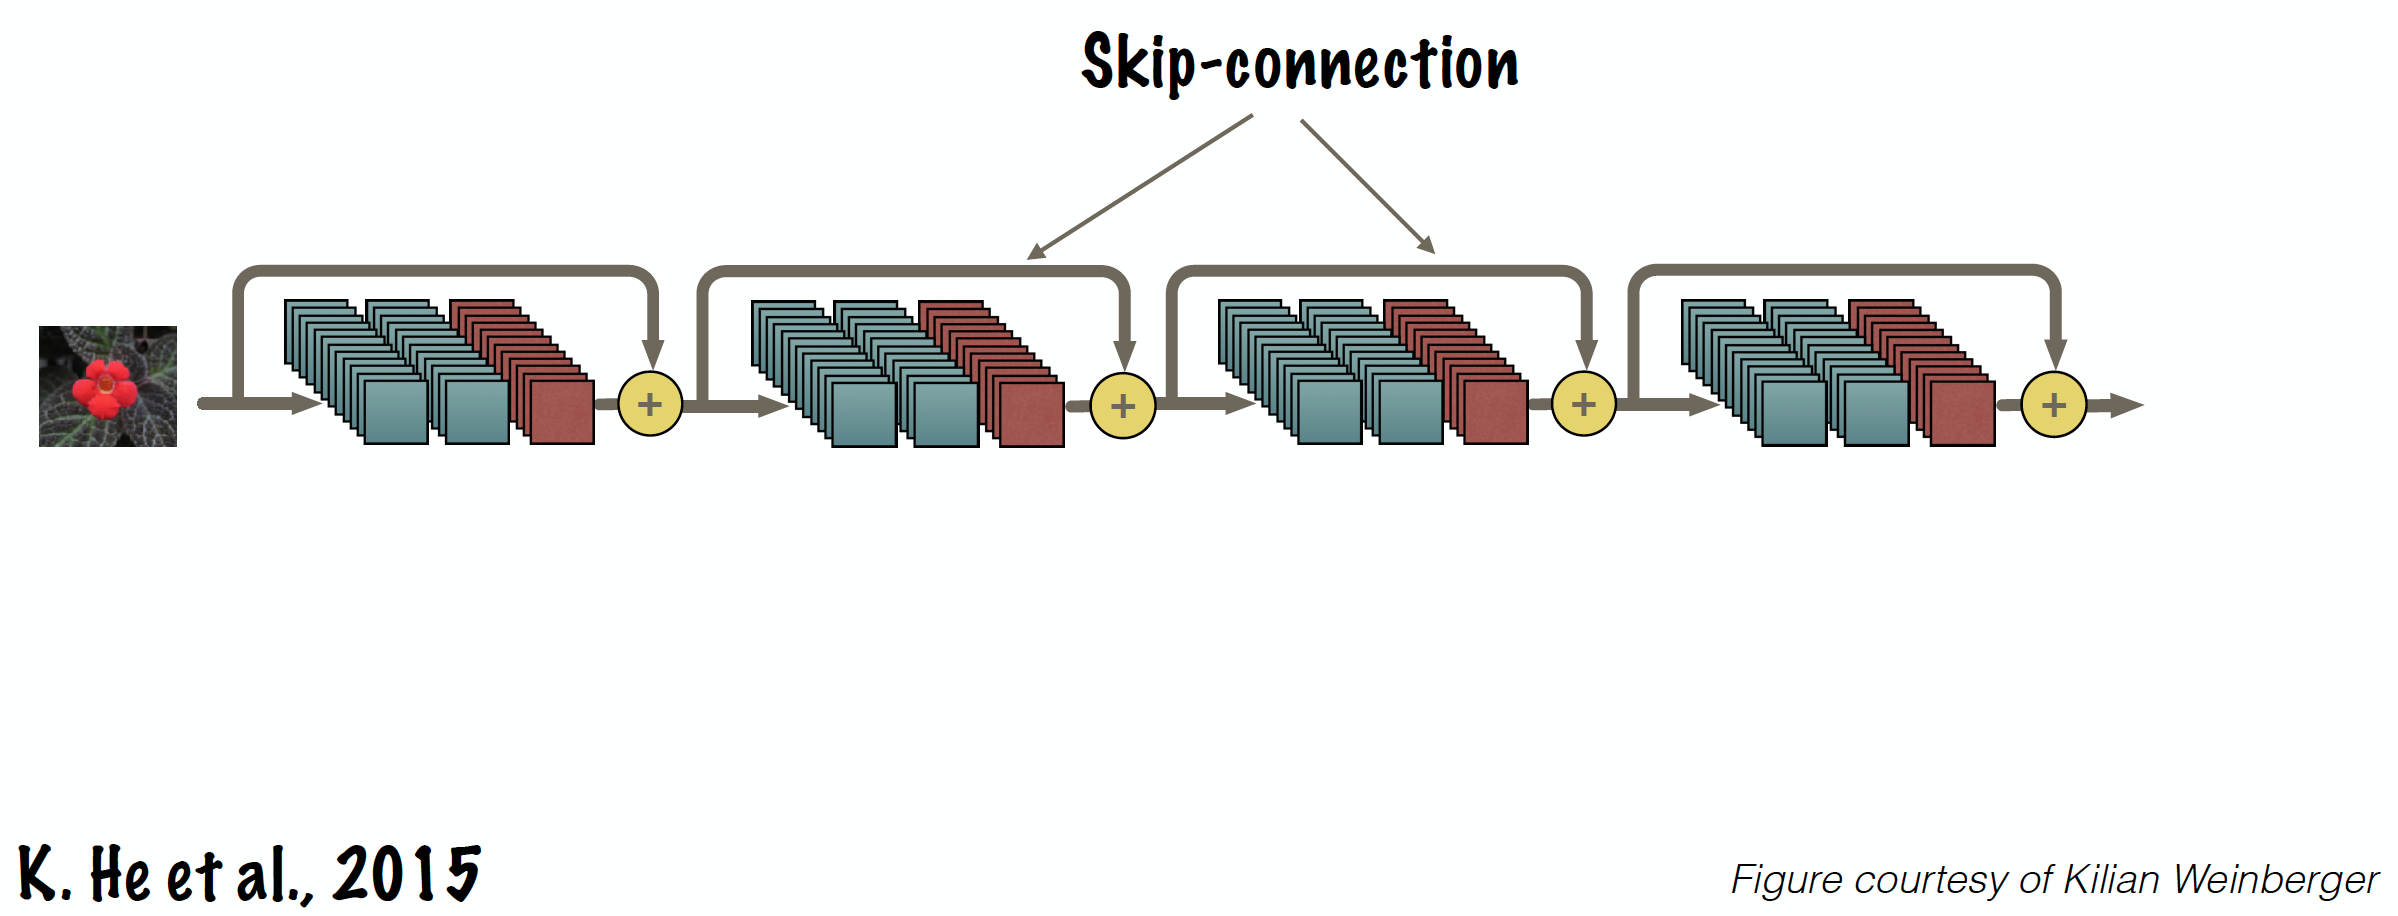 Skip-connection
+
+
+
+
K. He et al., 2015
Figure courtesy of Kilian Weinberger